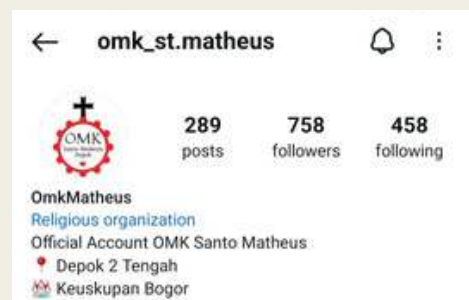 omk_st.matheus
OMK
289 758 458
posts followers following
OmkMatheus
Religious organization
Official Account OMK Santo Matheus
Depok 2 Tengah
Keuskupan Bogor